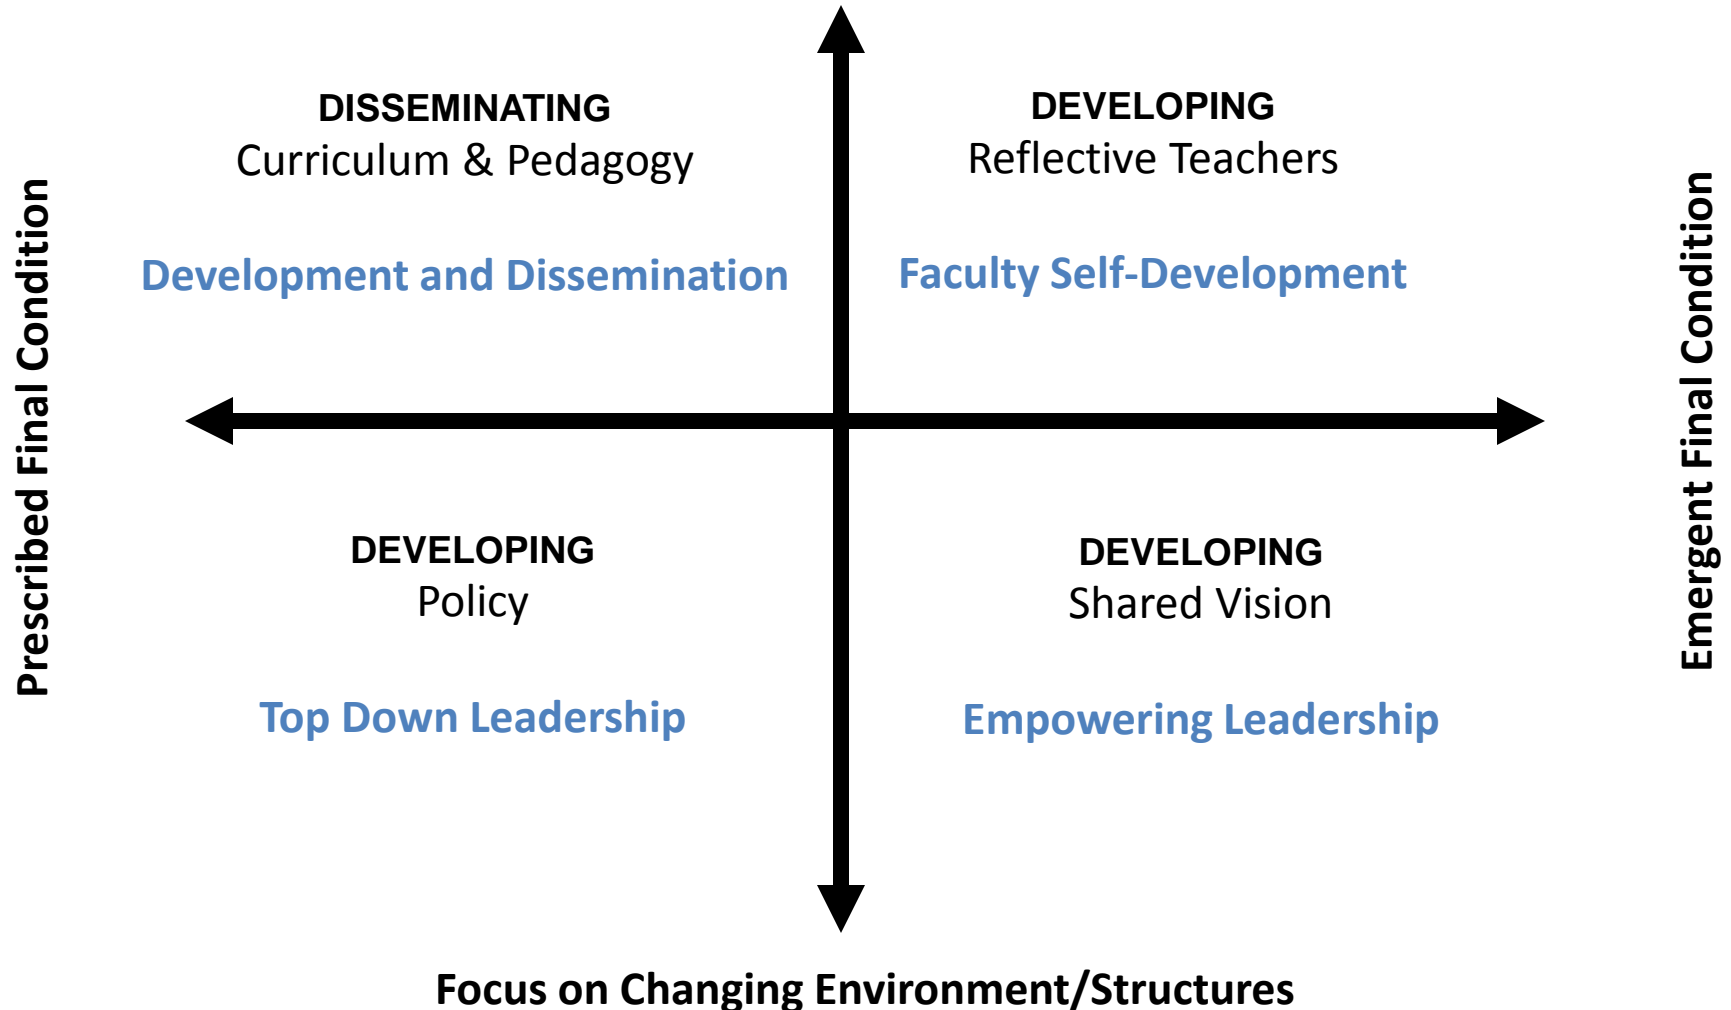 DISSEMINATING
Curriculum & Pedagogy
Development and Dissemination
DEVELOPING
Reflective Teachers
Faculty Self-Development
Prescribed Final Condition
Emergent Final Condition
DEVELOPING
Policy
Top Down Leadership
DEVELOPING
Shared Vision
Empowering Leadership
Focus on Changing Environment/Structures